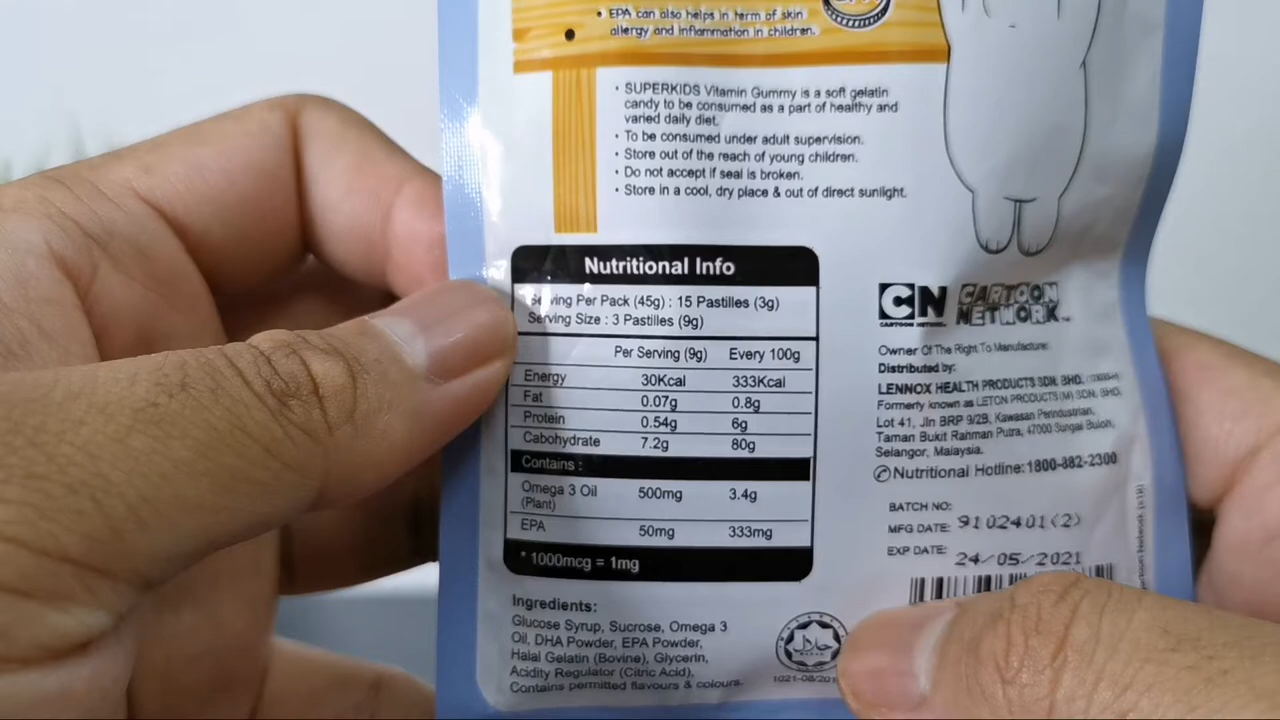 • EPA can also helps in term of skin
allergy and inflammation in children.
• SUPERKIDS Vitamin Gummy is a soft gelatin
candy to be consumed as a part of healthy and
varied daily diet.
• To be consumed under adult supervision.
• Store out of the reach of young children.
• Do not accept if seal is broken.
• Store in a cool, dry place & out of direct sunlight.
Nutritional Info
Serving Per Pack (45g) : 15 Pastilles (3g)
Serving Size : 3 Pastilles (9g)
Per Serving (9g) Every 100g
Energy 30Kcal 333Kcal
Fat 0.07g 0.8g
Protein 0.54g 6g
Cabohydrate 7.2g 80g
Contains :
Omega 3 Oil 500mg 3.4g
(Plant)
EPA 50mg 333mg
* 1000mcg = 1mg
Ingredients:
Glucose Syrup, Sucrose, Omega 3
Oil, DHA Powder, EPA Powder,
Halal Gelatin (Bovine), Glycerin,
Acidity Regulator (Citric Acid),
Contains permitted flavours & colours.
حلال
CN CARTOON
NETWORK
CARTOON NETWORK
Owner Of The Right To Manufacture:
Distributed by:
LENNOX HEALTH PRODUCTS SDN. BHD.
Formerly known as LETON PRODUCTS (M) SDN. BHD.
Lot 41, Jln BRP 9/2B, Kawasan Perindustrian,
Taman Bukit Rahman Putra, 47000 Sungai Buloh,
Selangor, Malaysia.
Nutritional Hotline: 1800-882-2300
BATCH NO:
MFG DATE: 9102401(2)
EXP DATE: 24/05/2021